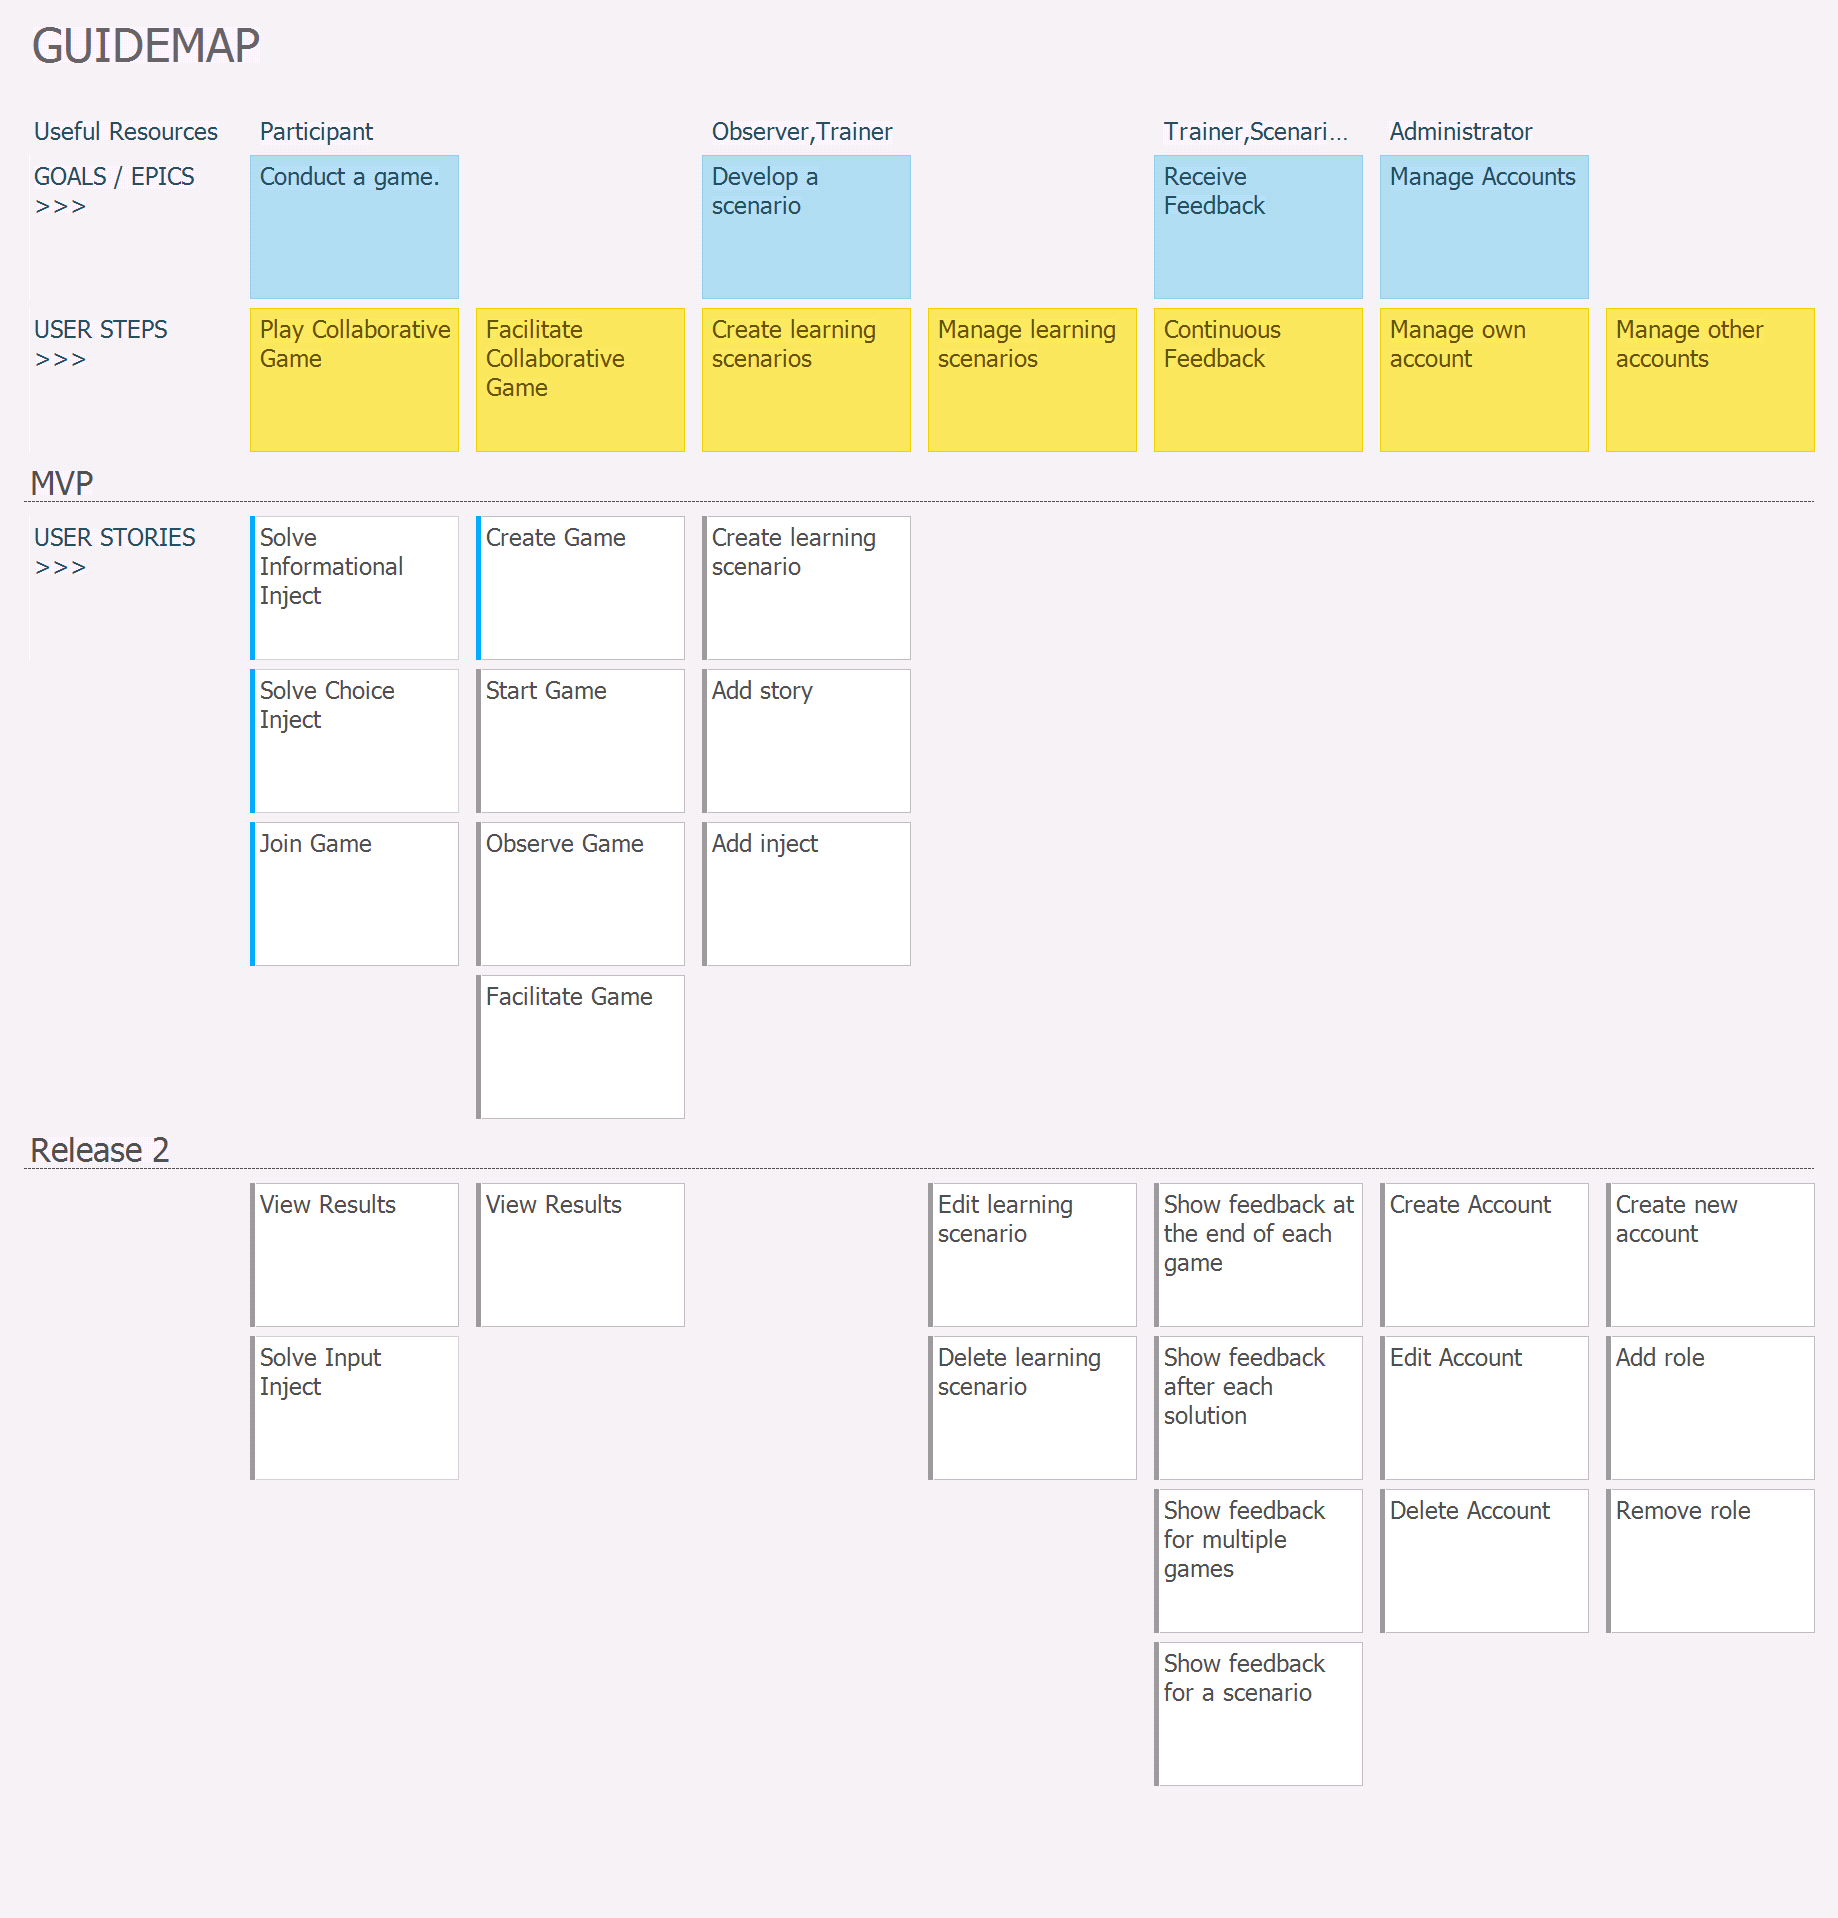 GUIDEMAP
Useful Resources
Participant
Observer,Trainer
Trainer,Scenari...
Administrator
GOALS / EPICS
>>>
Conduct a game.
Develop a
scenario
Receive
Feedback
Manage Accounts
USER STEPS
>>>
Play Collaborative
Game
Facilitate
Collaborative
Game
Create learning
scenarios
Manage learning
scenarios
Continuous
Feedback
Manage own
account
Manage other
accounts
MVP
USER STORIES
>>>
Solve
Informational
Inject
Create Game
Create learning
scenario
Solve Choice
Inject
Start Game
Add story
Join Game
Observe Game
Add inject
Facilitate Game
Release 2
View Results
View Results
Edit learning
scenario
Show feedback at
the end of each
game
Create Account
Create new
account
Solve Input
Inject
Delete learning
scenario
Show feedback
after each
solution
Edit Account
Add role
Show feedback
for multiple
games
Delete Account
Remove role
Show feedback
for a scenario